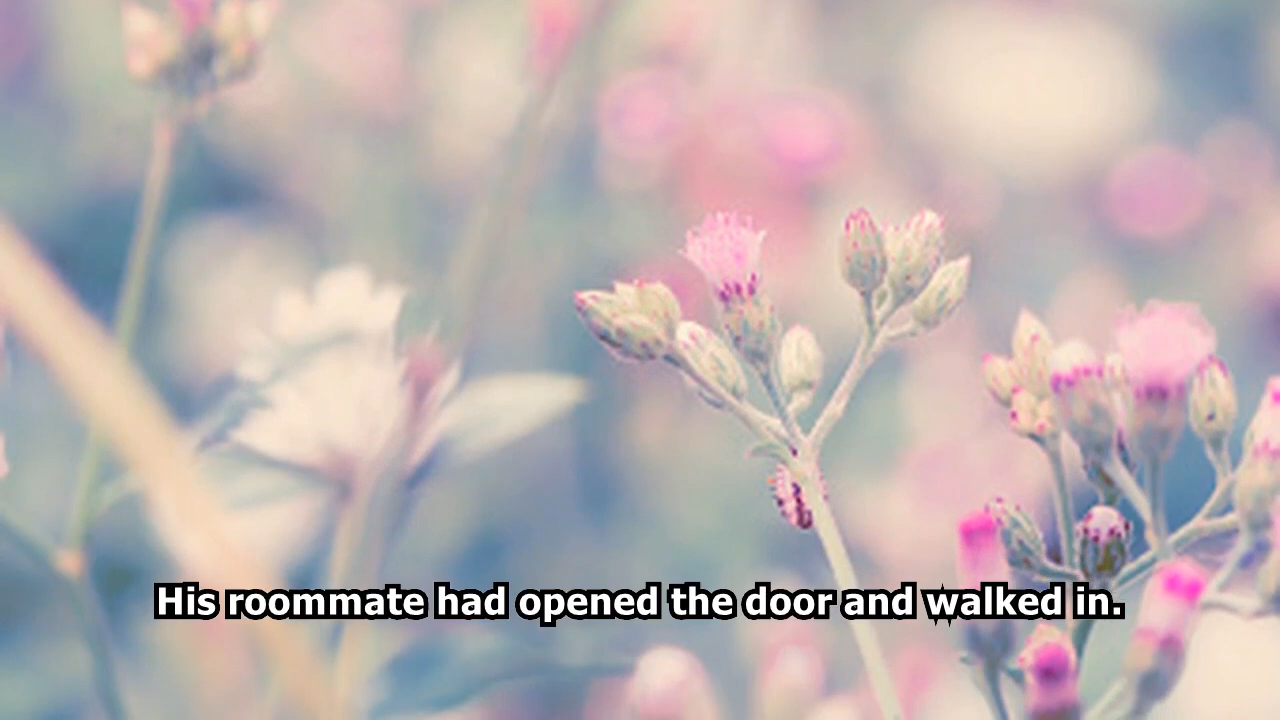 His roommate had opened the door and walked in.